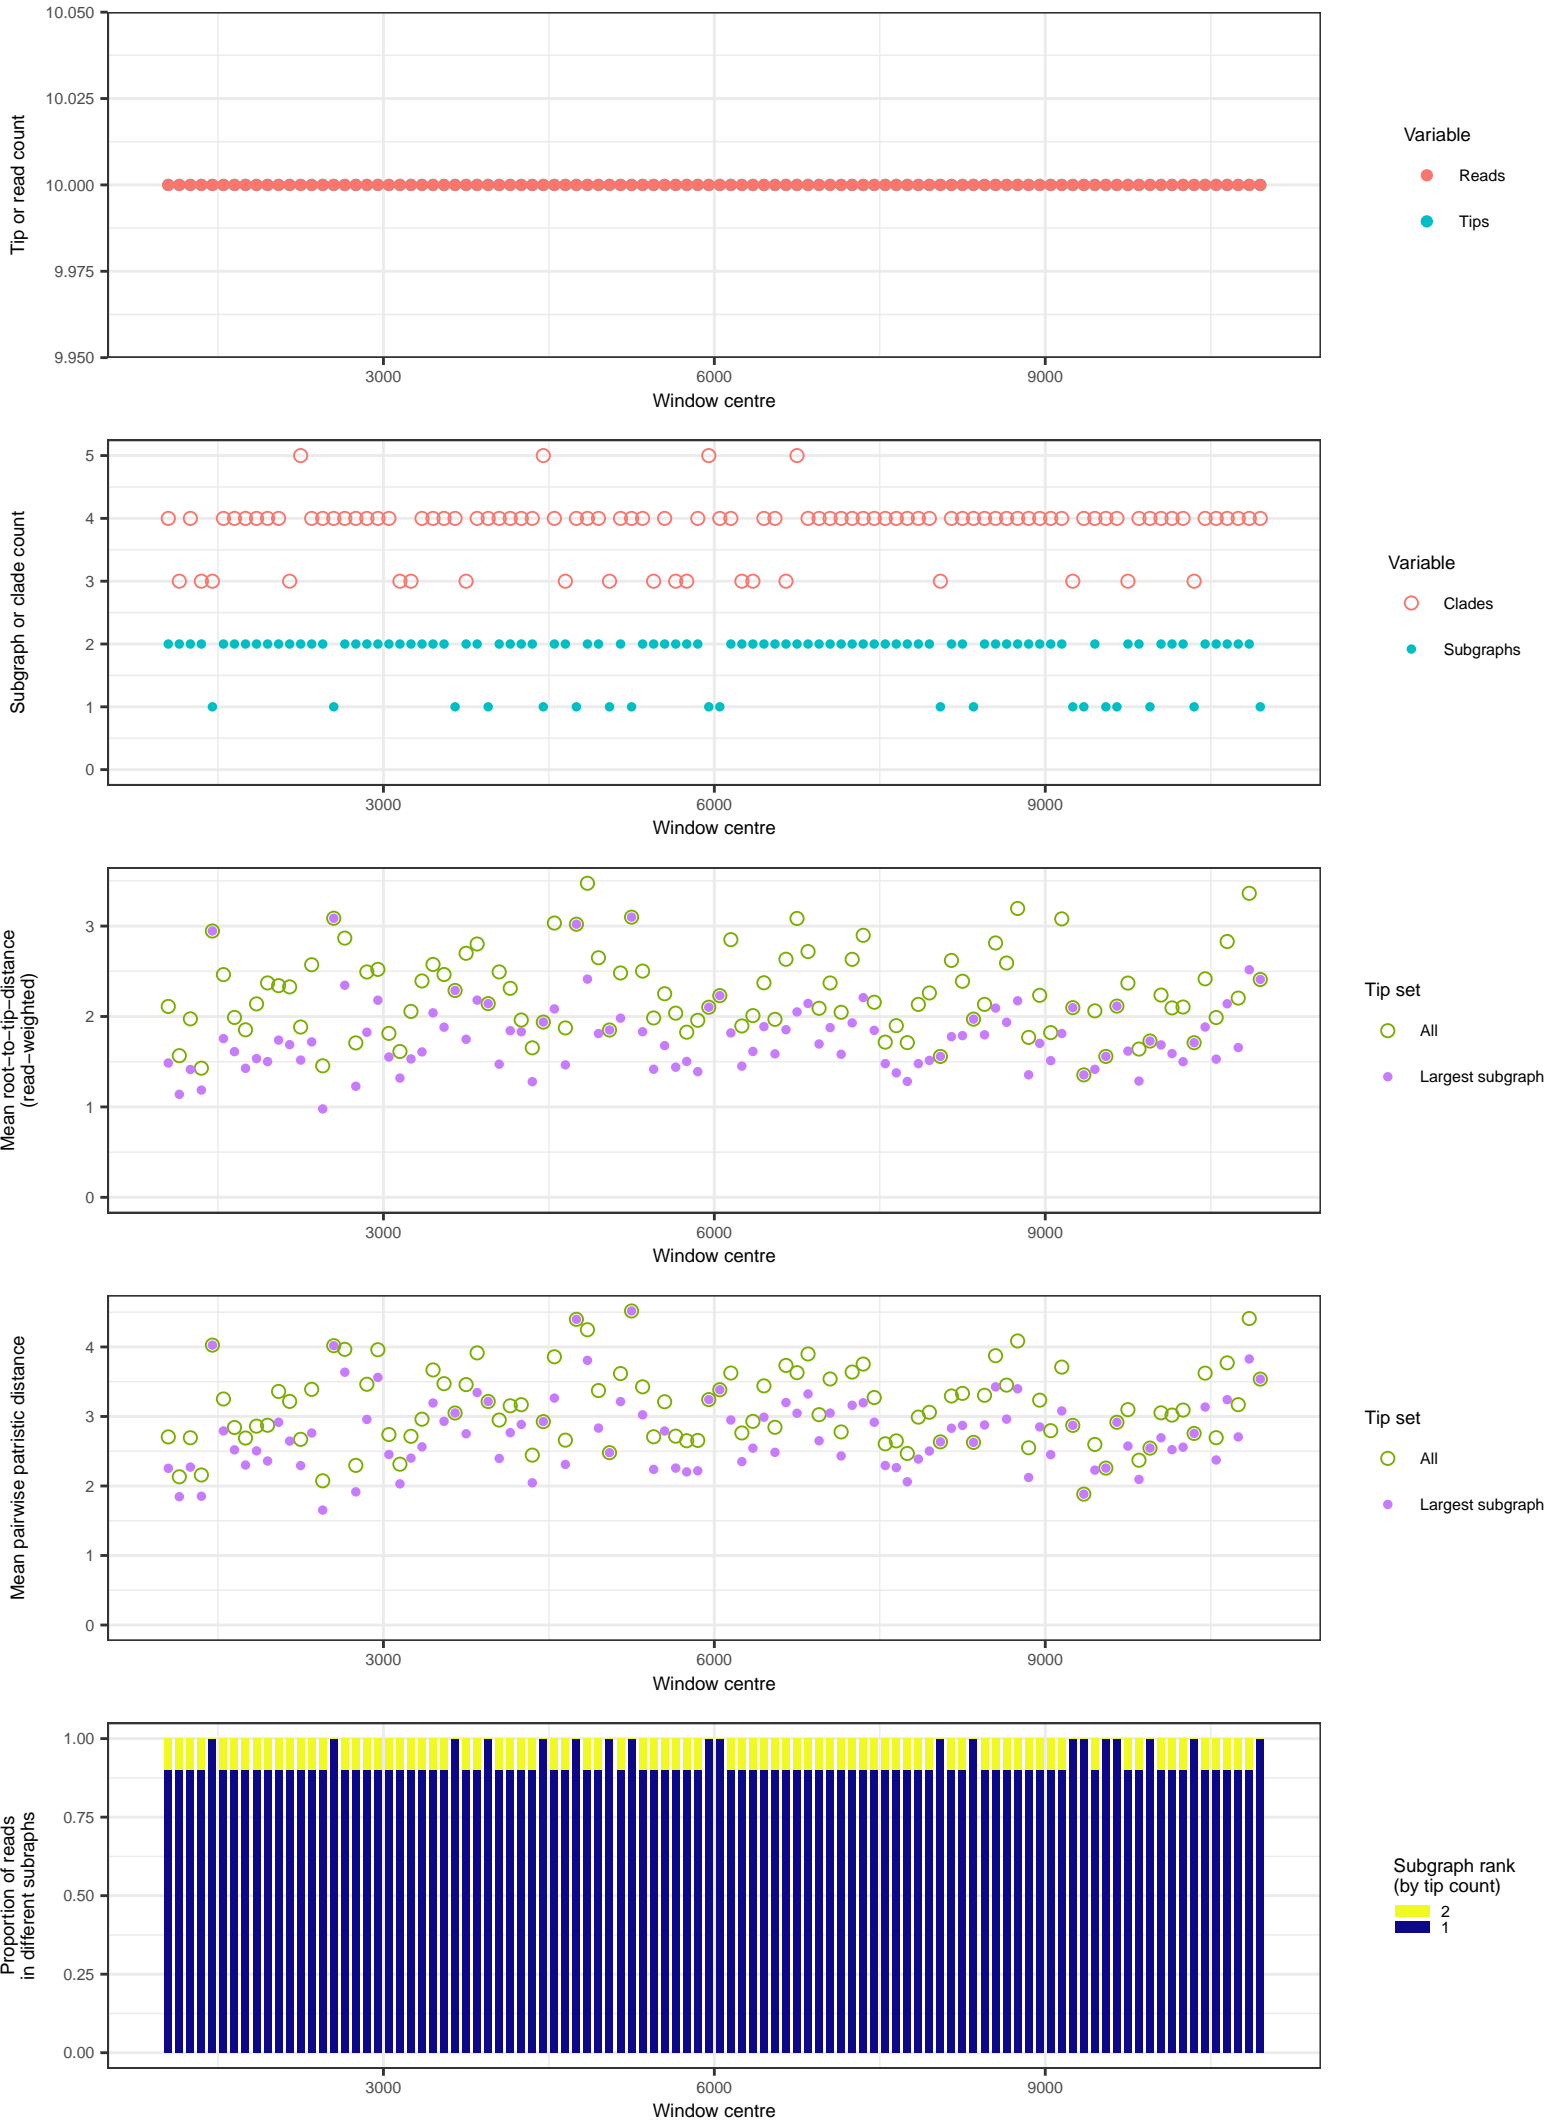 10.050
10.025
10.000
9.975
9.950
Tip or read count
3000 6000 9000
Window centre
Variable
Reads
Tips
5
4
3
2
1
0
Subgraph or clade count
3000 6000 9000
Window centre
Variable
Clades
Subgraphs
3
2
1
0
Mean root−to−tip−distance
(read−weighted)
3000 6000 9000
Window centre
Tip set
All
Largest subgraph
4
3
2
1
0
Mean pairwise patristic distance
3000 6000 9000
Window centre
Tip set
All
Largest subgraph
1.00
0.75
0.50
0.25
0.00
Proportion of reads
in different subraphs
3000 6000 9000
Window centre
Subgraph rank
(by tip count)
2
1